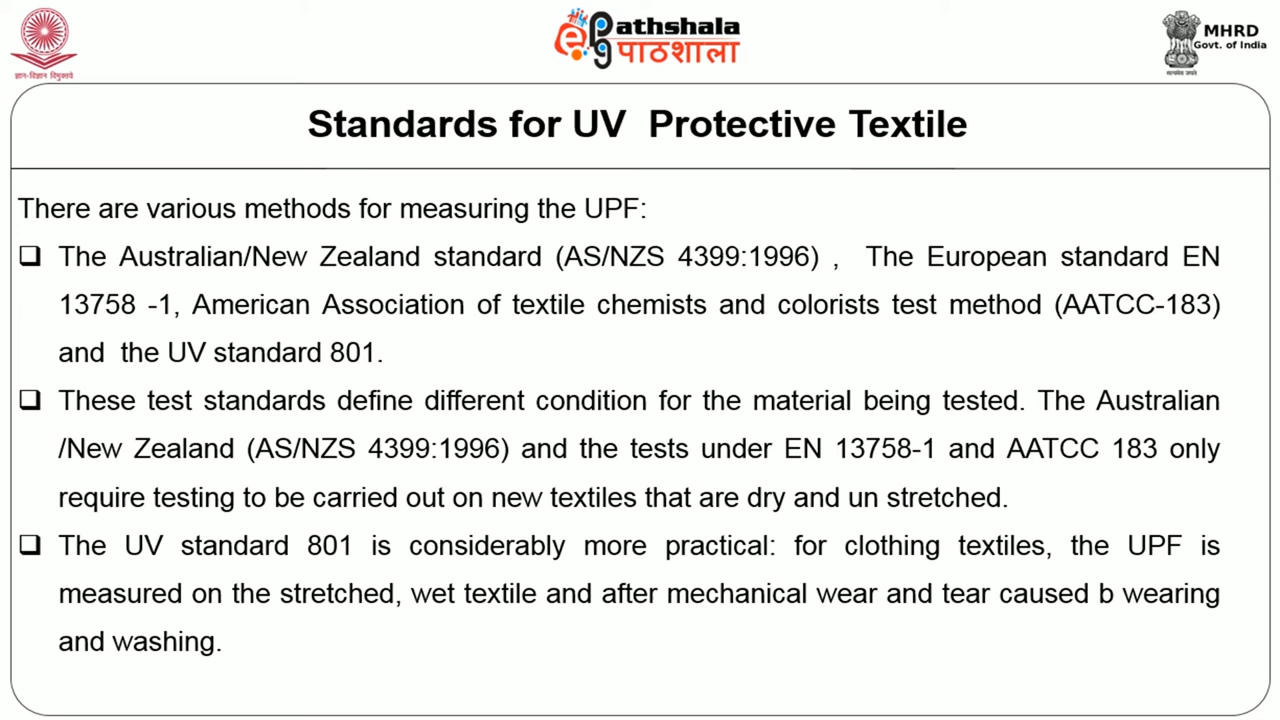 ज्ञान-विज्ञान विमुक्तये
ePathshala
पाठशाला
MHRD
Govt. of India
सत्यमेव जयते
Standards for UV Protective Textile
There are various methods for measuring the UPF:
❑ The Australian/New Zealand standard (AS/NZS 4399:1996) , The European standard EN
13758 -1, American Association of textile chemists and colorists test method (AATCC-183)
and the UV standard 801.
❑ These test standards define different condition for the material being tested. The Australian
/New Zealand (AS/NZS 4399:1996) and the tests under EN 13758-1 and AATCC 183 only
require testing to be carried out on new textiles that are dry and un stretched.
❑ The UV standard 801 is considerably more practical: for clothing textiles, the UPF is
measured on the stretched, wet textile and after mechanical wear and tear caused b wearing
and washing.